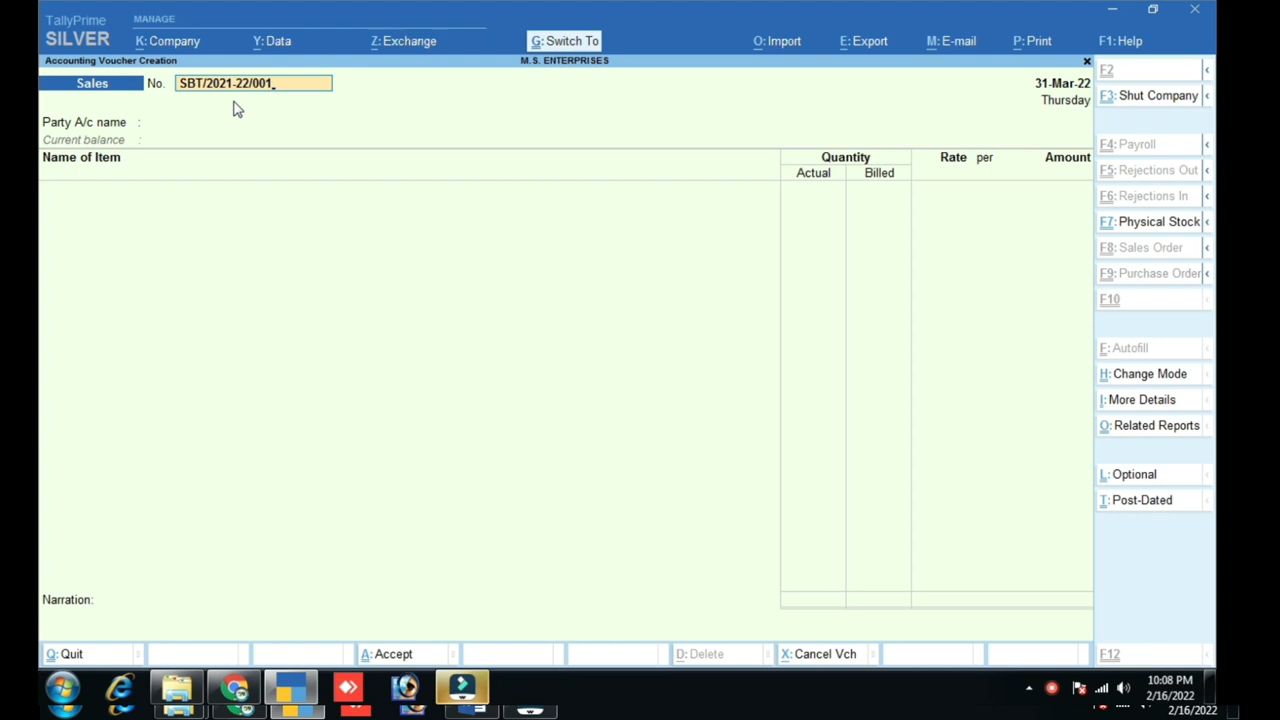 TallyPrime
SILVER
MANAGE
K: Company
Y: Data
Z: Exchange
G: Switch To
O: Import
E: Export
M: E-mail
P: Print
F1: Help
Accounting Voucher Creation
M.S. ENTERPRISES
×
Sales
No.
SBT/2021-22/001_
31-Mar-22
Thursday
Party A/c name :
Current balance :
Name of Item
Quantity
Rate per
Amount
Actual
Billed
Narration:
F2
F3: Shut Company
F4: Payroll
F5: Rejections Out
F6: Rejections In
F7: Physical Stock
F8: Sales Order
F9: Purchase Order
F10
F: Autofill
H: Change Mode
I: More Details
O: Related Reports
L: Optional
T: Post-Dated
Q: Quit
A: Accept
D: Delete
X: Cancel Vch
F12
10:08 PM
2/16/2022
2/16/2022